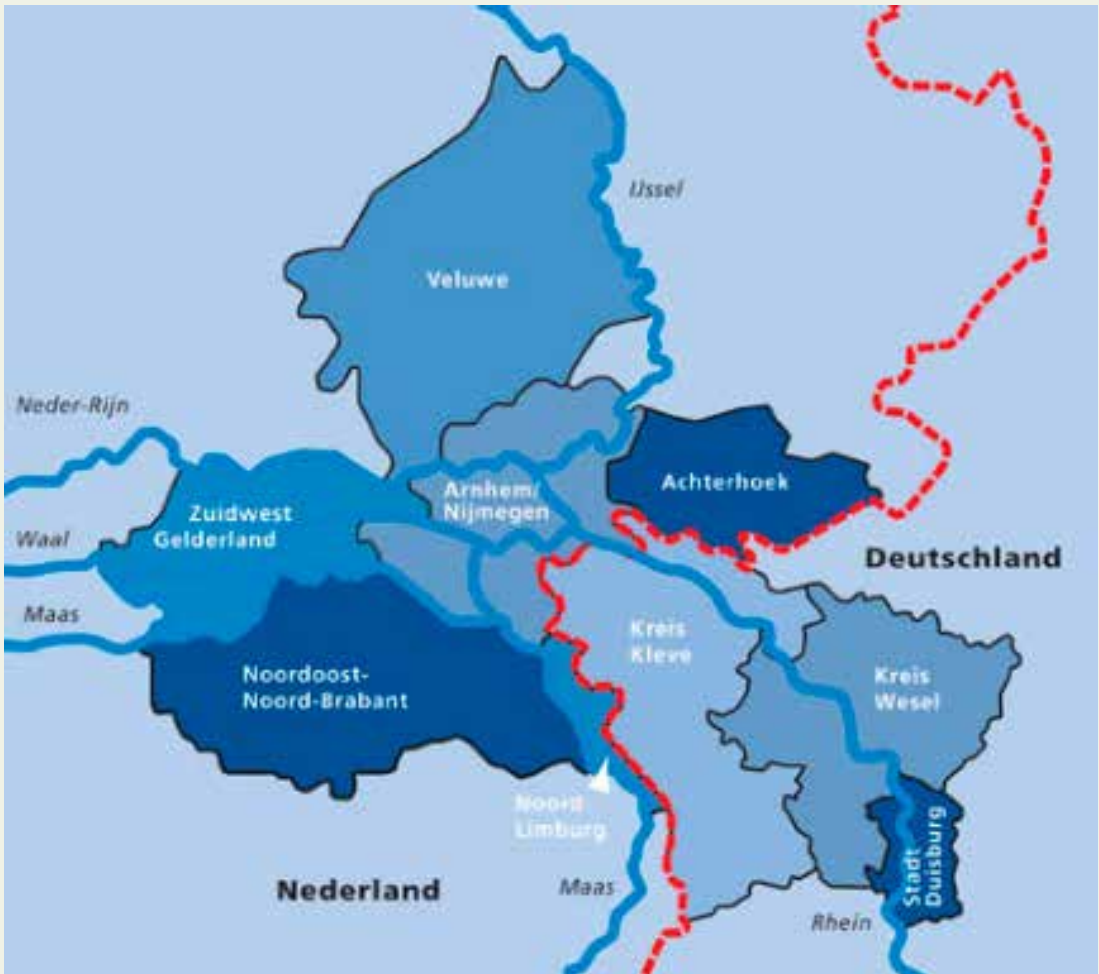 IJssel
Veluwe
Neder-Rijn
Achterhoek
Arnhem/
Nijmegen
Zuidwest
Gelderland
Waal
Deutschland
Maas
Kreis
Kleve
Noordoost-
Noord-Brabant
Kreis
Wesel
Noord
Limburg
Stadt
Duisburg
Nederland
Maas
Rhein